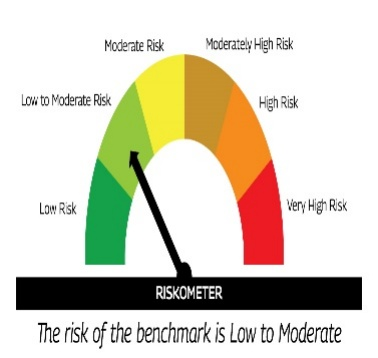 Moderate Risk
Moderately High Risk
Low to Moderate Risk
High Risk
Low Risk
Very High Risk
RISKOMETER
The risk of the benchmark is Low to Moderate